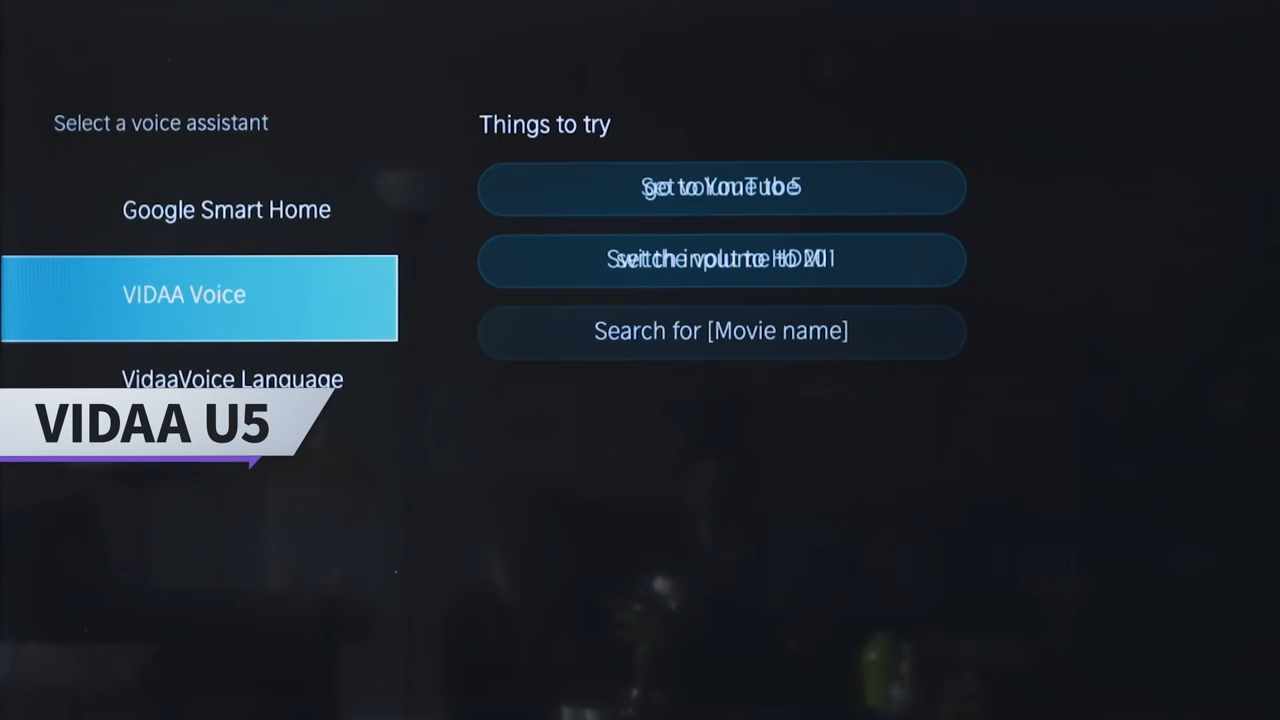 Select a voice assistant
Google Smart Home
VIDAA Voice
VidaaVoice Language
VIDAA U5
Things to try
Search for [Movie name]